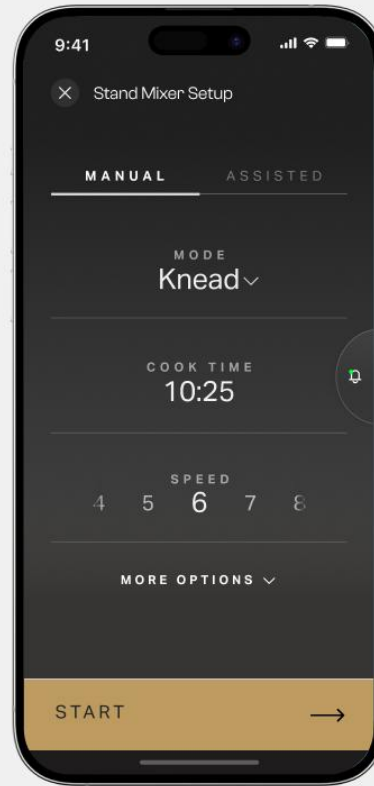 9:41
Stand Mixer Setup
MANUAL ASSISTED
MODE
Knead
COOK TIME
10:25
SPEED
4 5 6 7 8
MORE OPTIONS
START